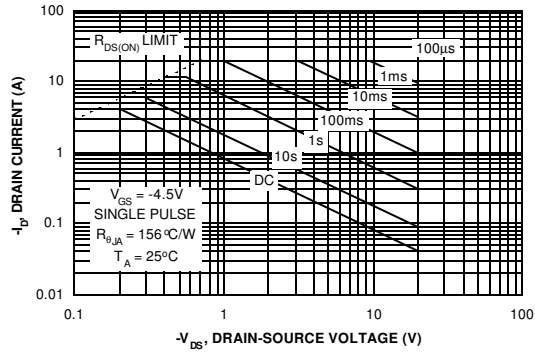 100
10
1
0.1
0.01
-I_D, DRAIN CURRENT (A)
R_DS(ON) LIMIT
100µs
1ms
10ms
100ms
1s
10s
DC
V_GS = -4.5V
SINGLE PULSE
R_θJA = 156°C/W
T_A = 25°C
0.1 1 10 100
-V_DS, DRAIN-SOURCE VOLTAGE (V)